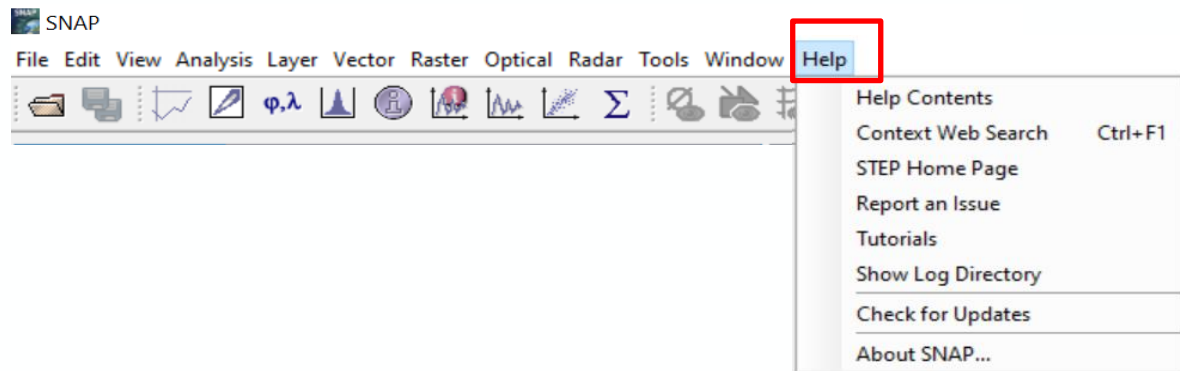 SNAP
File Edit View Analysis Layer Vector Raster Optical Radar Tools Window Help
φ,λ Σ
Help Contents
Context Web Search Ctrl+F1
STEP Home Page
Report an Issue
Tutorials
Show Log Directory
Check for Updates
About SNAP...